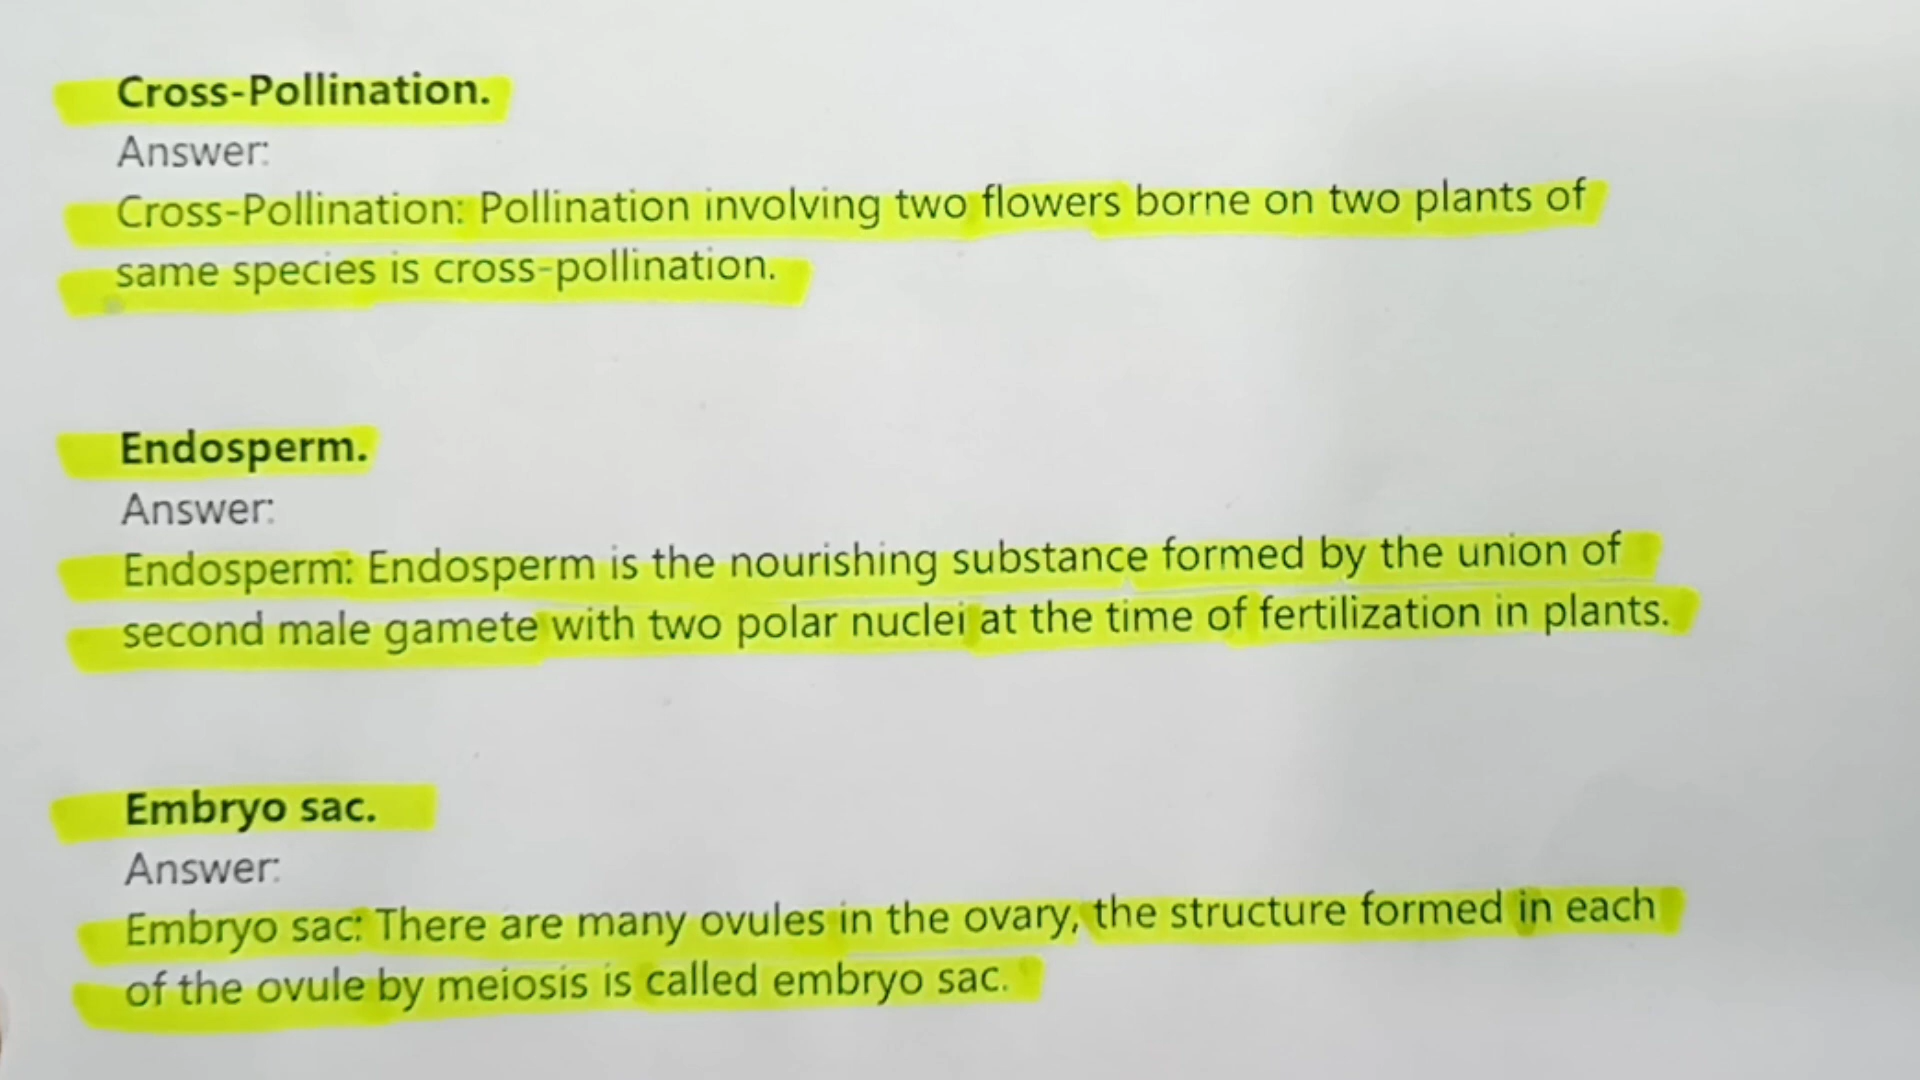 Cross-Pollination.
Answer:
Cross-Pollination: Pollination involving two flowers borne on two plants of
same species is cross-pollination.
Endosperm.
Answer:
Endosperm: Endosperm is the nourishing substance formed by the union of
second male gamete with two polar nuclei at the time of fertilization in plants.
Embryo sac.
Answer:
Embryo sac: There are many ovules in the ovary, the structure formed in each
of the ovule by meiosis is called embryo sac.